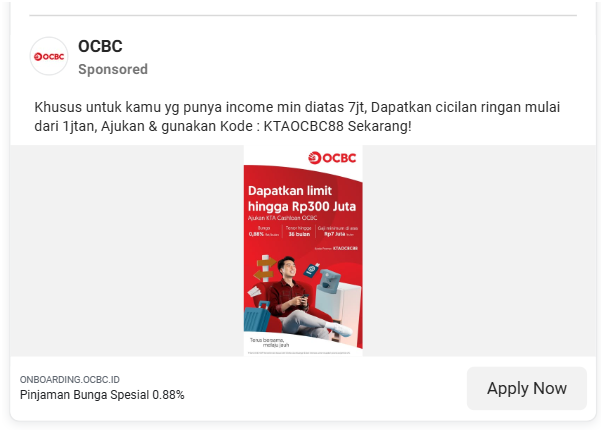 OCBC
OCBC
Sponsored
Khusus untuk kamu yg punya income min diatas 7jt, Dapatkan cicilan ringan mulai
dari 1jtan, Ajukan & gunakan Kode : KTAOCBC88 Sekarang!
OCBC
Dapatkan limit
hingga Rp300 Juta
Ajukan KTA Cashloan OCBC
Bunga
0,88%
Tenor hingga
36 bulan
Gaji minimum di atas
Rp7 Juta
KTAOCBC88
Terus bersama,
melaju jauh
ONBOARDING.OCBC.ID
Pinjaman Bunga Spesial 0.88%
Apply Now